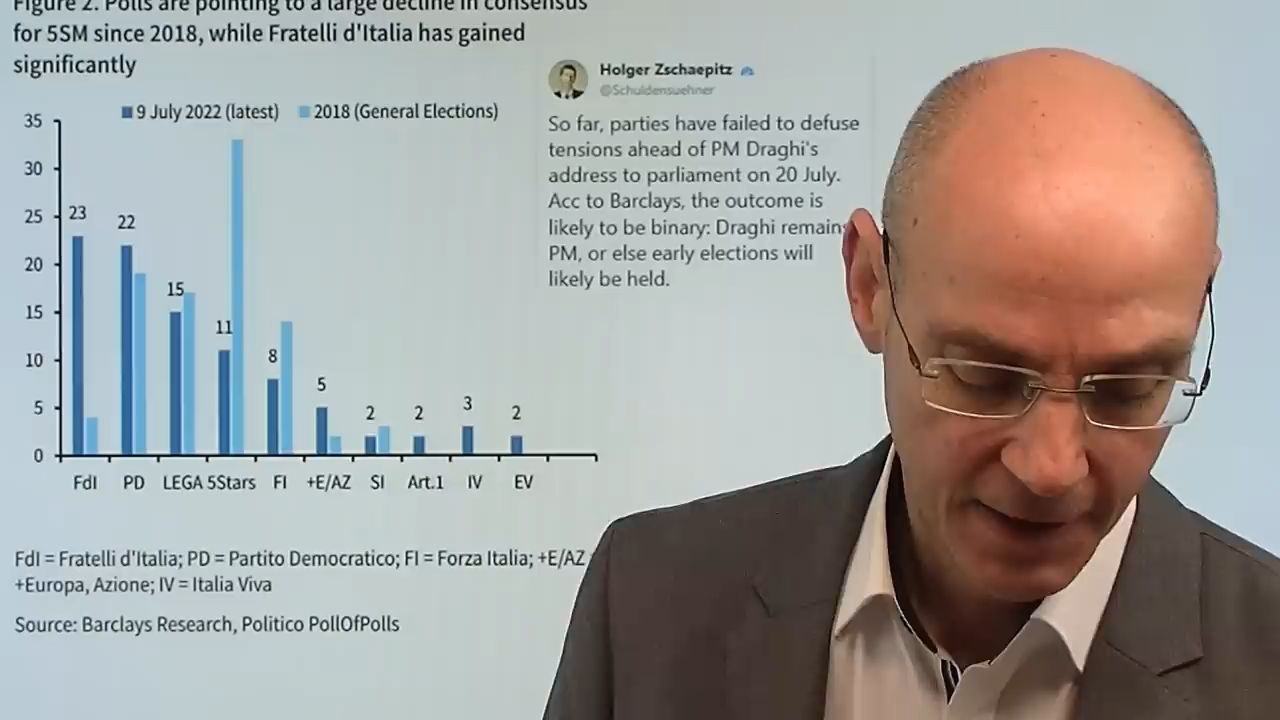 Figure 2. Polls are pointing to a large decline in consensus
for 5SM since 2018, while Fratelli d'Italia has gained
significantly
9 July 2022 (latest)
2018 (General Elections)
35
30
25
20
15
10
5
0
23
22
15
11
8
5
2
2
3
2
FdI
PD
LEGA
5Stars
FI
+E/AZ
SI
Art.1
IV
EV
FdI = Fratelli d'Italia; PD = Partito Democratico; FI = Forza Italia; +E/AZ
+Europa, Azione; IV = Italia Viva
Source: Barclays Research, Politico PollOfPolls
Holger Zschaepitz
@Schuldensuehner
So far, parties have failed to defuse
tensions ahead of PM Draghi's
address to parliament on 20 July.
Acc to Barclays, the outcome is
likely to be binary: Draghi remains
PM, or else early elections will
likely be held.